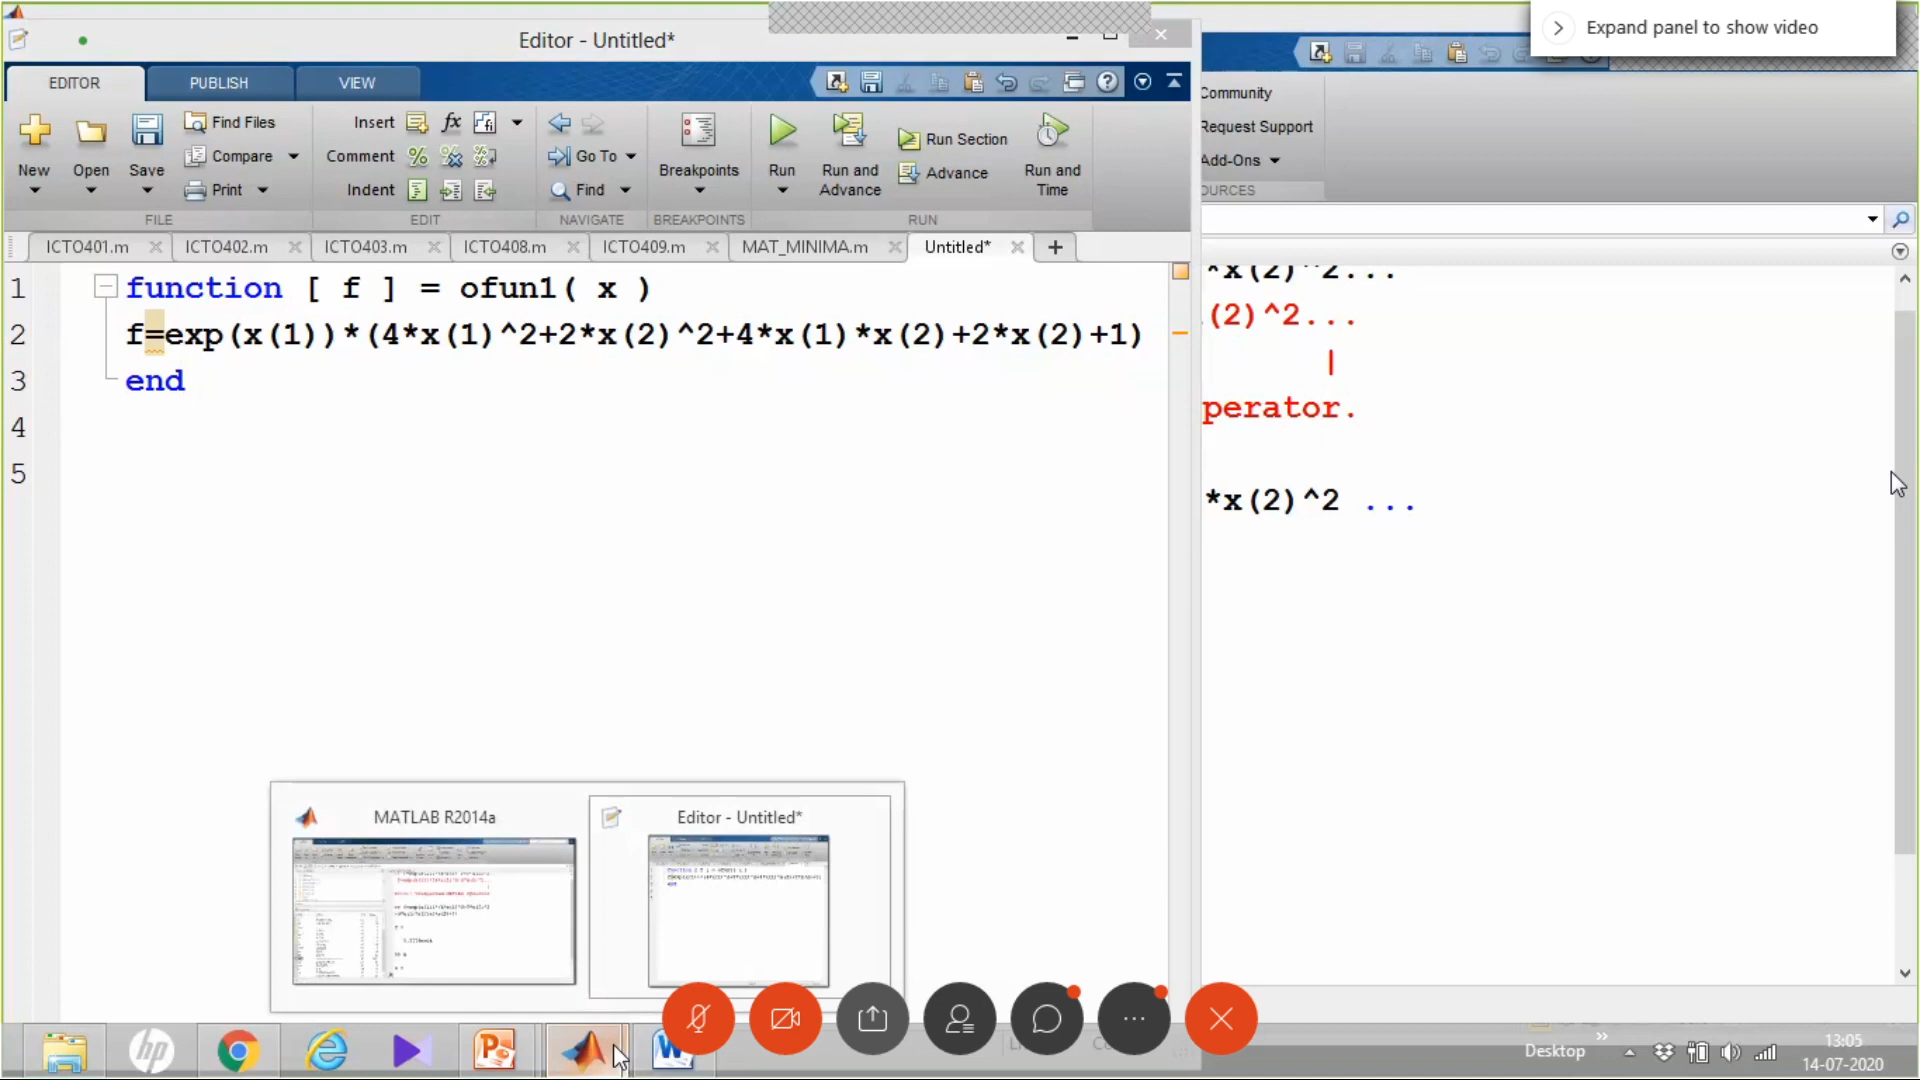 Editor - Untitled*
Expand panel to show video
EDITOR PUBLISH VIEW
Community
Request Support
Add-Ons
New Open Save Find Files Compare Print
Insert Comment Indent
Go To Find
Breakpoints
Run Run and Advance Run Section Advance Run and Time
FILE EDIT NAVIGATE BREAKPOINTS RUN
ICTO401.m ICTO402.m ICTO403.m ICTO408.m ICTO409.m MAT_MINIMA.m Untitled* +
1 function [ f ] = ofun1( x )
2 f=exp(x(1))*(4*x(1)^2+2*x(2)^2+4*x(1)*x(2)+2*x(2)+1)
3 end
4
5
*x(2)^2...
(2)^2...
|
perator.
*x(2)^2 ...
MATLAB R2014a
Editor - Untitled*
Desktop
13:05
14-07-2020